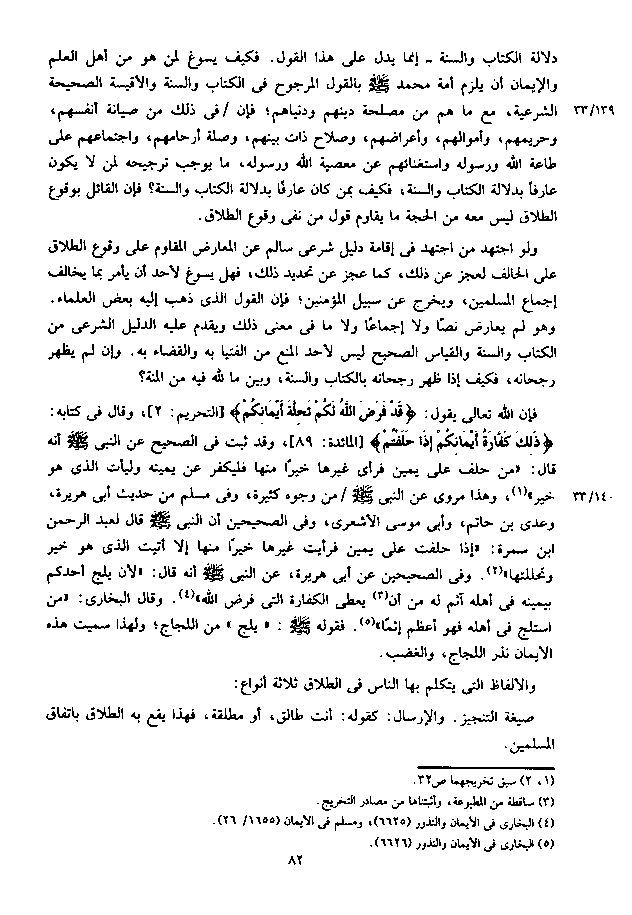 دلالة الكتاب والسنة ـ إنما يدل على هذا القول. فكيف يسوغ لمن هو من أهل العلم
والإيمان أن يلزم أمة محمد ﷺ بالقول المرجوح فى الكتاب والسنة والأقيسة الصحيحة
٣٣/١٣٩ الشرعية، مع ما هم من مصلحة دينهم ودنياهم؛ فإن / فى ذلك من صيانة أنفسهم،
وحريمهم، وأموالهم، وأعراضهم، وصلاح ذات بينهم، وصلة أرحامهم، واجتماعهم على
طاعة الله ورسوله واستغنائهم عن معصية الله ورسوله، ما يوجب ترجيحه لمن لا يكون
عارفاً بدلالة الكتاب والسنة، فكيف بمن كان عارفًا بدلالة الكتاب والسنة؟ فإن القائل بوقوع
الطلاق ليس معه من الحجة ما يقاوم قول من نفى وقوع الطلاق.
ولو اجتهد من اجتهد فى إقامة دليل شرعى سالم عن المعارض المقاوم على وقوع الطلاق
على الحالف لعجز عن ذلك، كما عجز عن تحديد ذلك، فهل يسوغ لأحد أن يأمر بما يخالف
إجماع المسلمين، ويخرج عن سبيل المؤمنين؛ فإن القول الذى ذهب إليه بعض العلماء.
وهو لم يعارض نصًا ولا إجماعًا ولا ما فى معنى ذلك ويقدم عليه الدليل الشرعى من
الكتاب والسنة والقياس الصحيح ليس لأحد المنع من الفتيا به والقضاء به. وإن لم يظهر
رجحانه، فكيف إذا ظهر رجحانه بالكتاب والسنة، وبين ما لله فيه من المنة؟
فإن الله تعالى يقول: ﴿قَدْ فَرَضَ اللَّهُ لَكُمْ تَحِلَّةَ أَيْمَانِكُمْ﴾ [التحريم: ٢]، وقال فى كتابه:
﴿ذَلِكَ كَفَّارَةُ أَيْمَانِكُمْ إِذَا حَلَفْتُمْ﴾ [المائدة: ٨٩]، وقد ثبت فى الصحيح عن النبى ﷺ أنه
قال: «من حلف على يمين فرأى غيرها خيرًا منها فليكفر عن يمينه وليأت الذى هو
٣٣/١٤٠ خير»(١)، وهذا مروى عن النبى ﷺ / من وجوه كثيرة، وفى مسلم من حديث أبى هريرة،
وعدى بن حاتم، وأبى موسى الأشعرى، وفى الصحيحين أن النبى ﷺ قال لعبد الرحمن
ابن سمرة: «إذا حلفت على يمين فرأيت غيرها خيرًا منها إلا أتيت الذى هو خير
وتحللتها»(٢). وفى الصحيحين عن أبى هريرة، عن النبى ﷺ أنه قال: «لأن يلج أحدكم
بيمينه فى أهله آثم له من أن(٣) يعطى الكفارة التى فرض الله»(٤). وقال البخارى: «من
استلج فى أهله فهو أعظم إثمًا»(٥). فقوله ﷺ : « يلج » من اللجاج؛ ولهذا سميت هذه
الأيمان نذر اللجاج، والغضب.
والألفاظ التى يتكلم بها الناس فى الطلاق ثلاثة أنواع:
صيغة التنجيز. والإرسال: كقوله: أنت طالق، أو مطلقة، فهذا يقع به الطلاق باتفاق
المسلمين.
(١، ٢) سبق تخريجهما ص٣٢.
(٣) ساقطة من المطبوعة، وأثبتناها من مصادر التخريج.
(٤) البخارى فى الأيمان والنذور (٦٦٢٥)، ومسلم فى الأيمان (١٦٥٥/ ٢٦).
(٥) البخارى فى الأيمان والنذور (٦٦٢٦).
٨٢